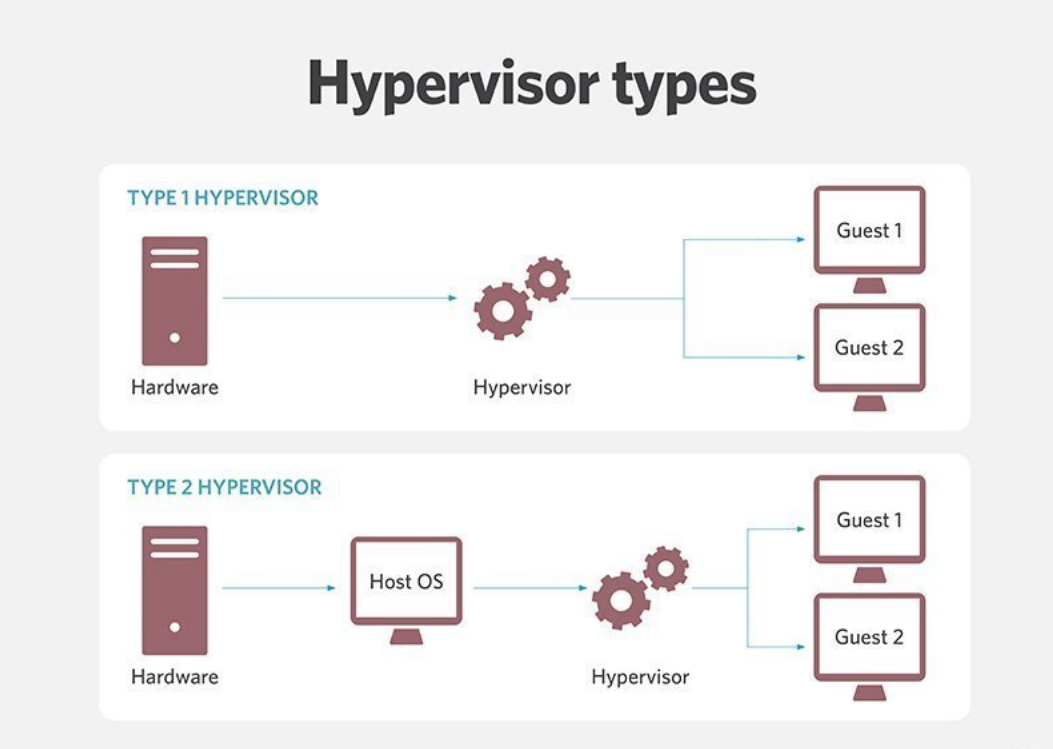 Hypervisor types
TYPE 1 HYPERVISOR
Hardware
Hypervisor
Guest 1
Guest 2
TYPE 2 HYPERVISOR
Hardware
Host OS
Hypervisor
Guest 1
Guest 2